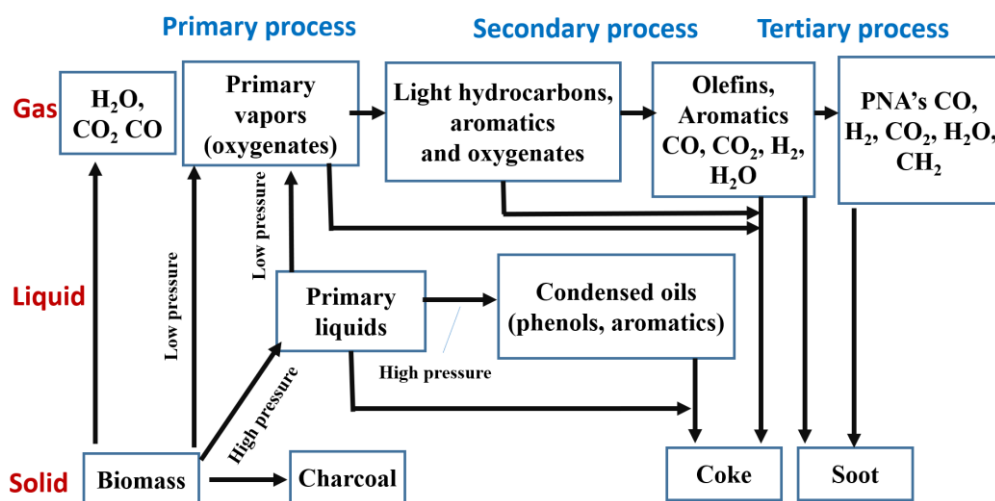 Primary process
Secondary process
Tertiary process
Gas
H₂O,
CO₂ CO
Primary
vapors
(oxygenates)
Light hydrocarbons,
aromatics
and oxygenates
Olefins,
Aromatics
CO, CO₂, H₂,
H₂O
PNA's CO,
H₂, CO₂, H₂O,
CH₂
Low pressure
Low pressure
Liquid
Primary
liquids
Condensed oils
(phenols, aromatics)
High pressure
High pressure
Solid
Biomass
Charcoal
Coke
Soot